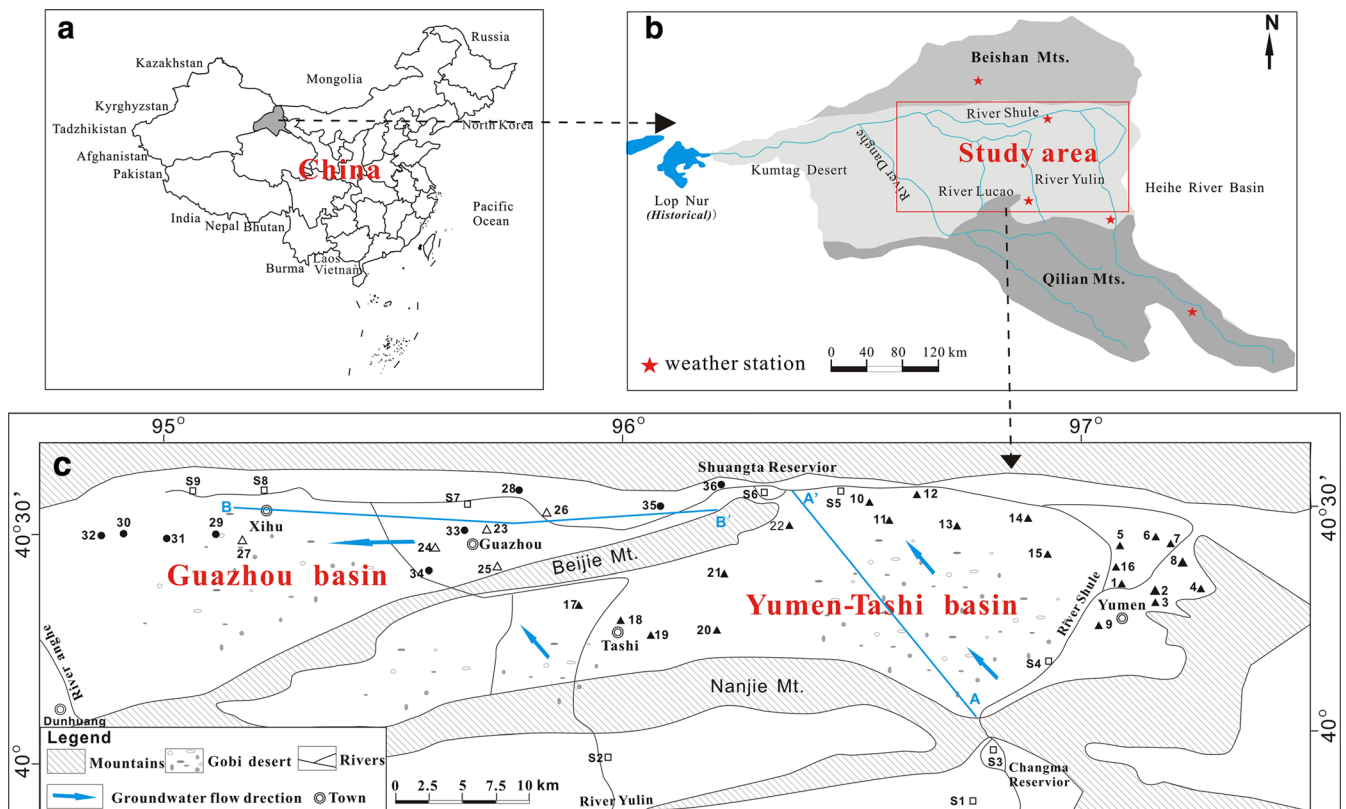 a
Russia
Kazakhstan
Mongolia
Kyrghyzstan
North Korea
Tadzhikistan
Afghanistan
Pakistan
China
India
Nepal
Bhutan
Pacific
Ocean
Burma
Laos
Vietnam
b
N
Beishan Mts.
River Shule
River Danghe
Study area
Kumtag Desert
River Lucao
River Yulin
Heihe River Basin
Lop Nur
(Historical))
Qilian Mts.
weather station
0 40 80 120 km
95°
96°
97°
c
Shuangta Reservior
S9
S8
S7
28
36
S6
A'
S5
10
12
40°30'
40°30'
B
Xihu
26
35
B'
11
13
14
22
32
30
31
29
27
33
23
Guazhou
24
25
34
Beijie Mt.
15
5
6
7
16
8
1
2
3
4
Yumen
9
Guazhou basin
21
Yumen-Tashi basin
River Shule
17
18
Tashi
19
20
S4
River anghe
Nanjie Mt.
A
Dunhuang
40°
40°
Legend
Mountains
Gobi desert
Rivers
Groundwater flow direction
Town
0 2.5 5 7.5 10 km
S2
River Yulin
S3
Changma
Reservior
S1